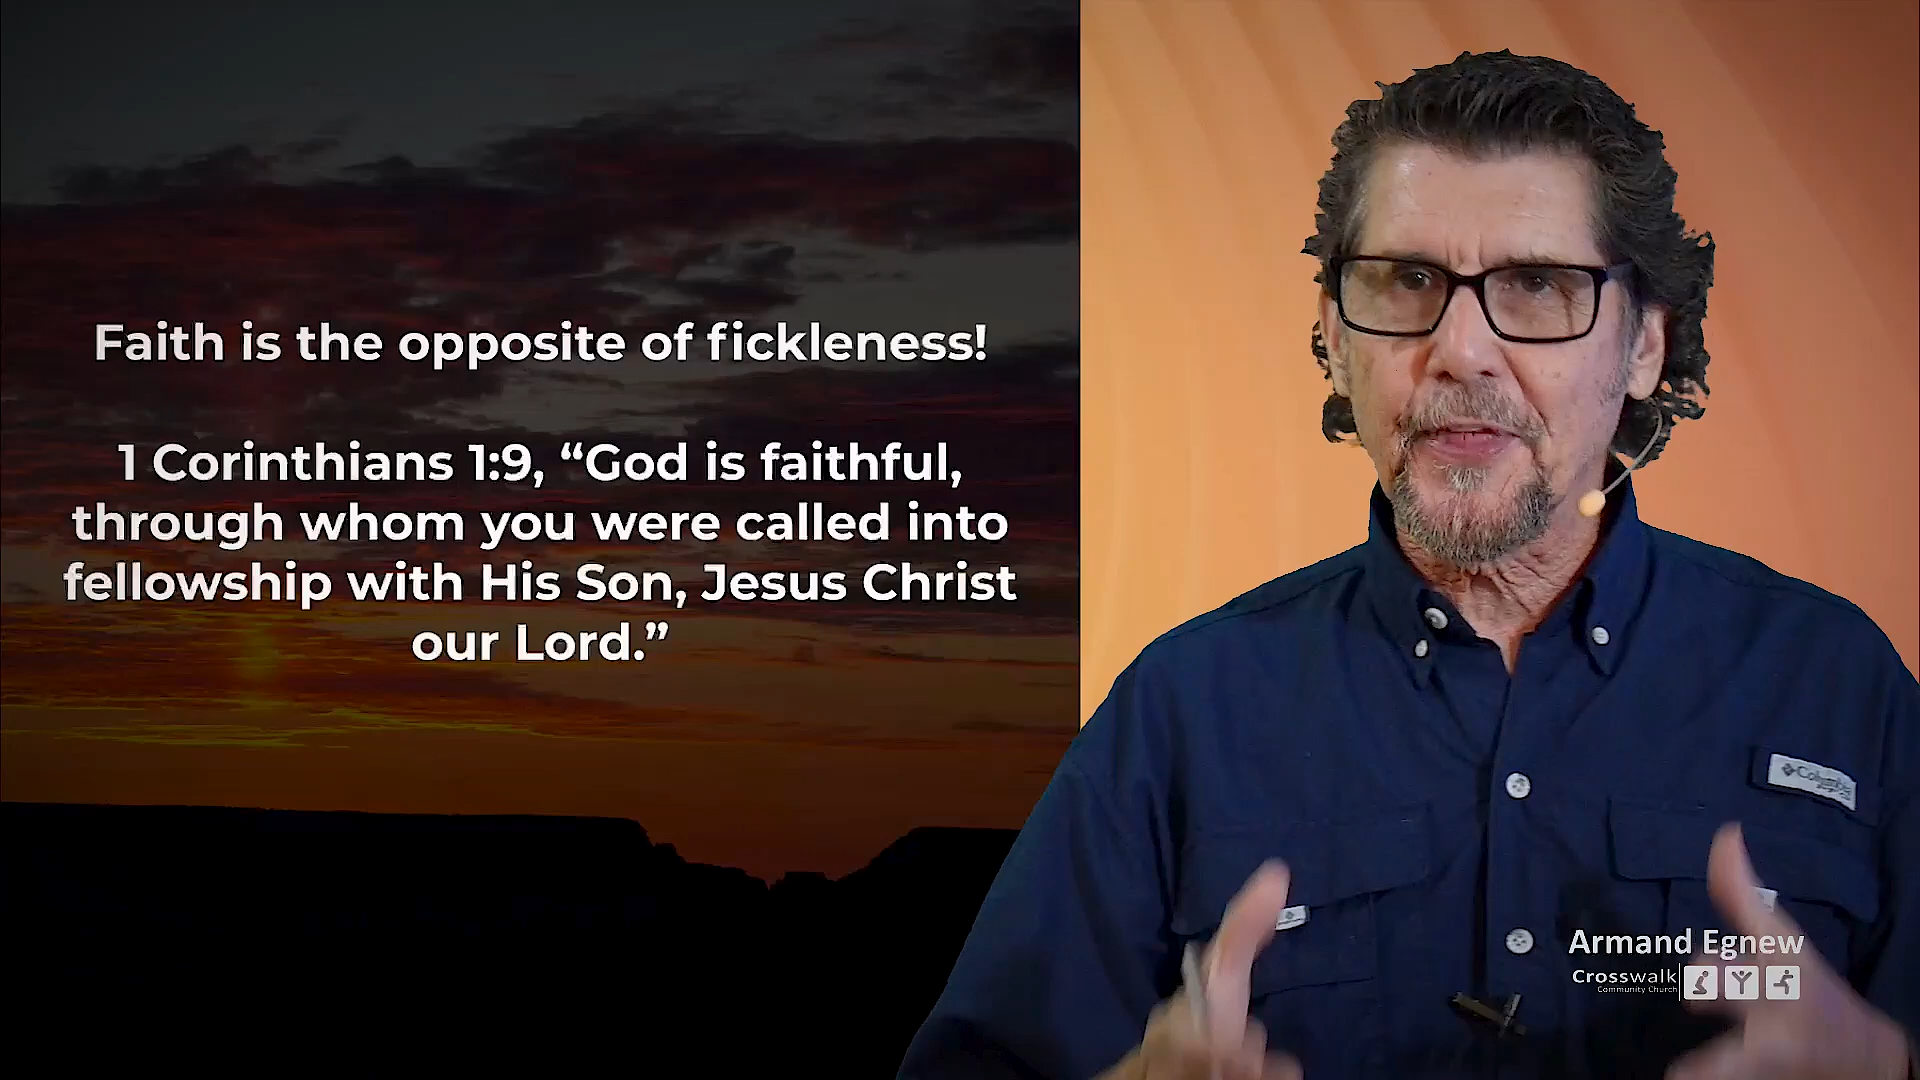 Faith is the opposite of fickleness!
1 Corinthians 1:9, “God is faithful,
through whom you were called into
fellowship with His Son, Jesus Christ
our Lord.”
Columbia
Armand Egnew
Crosswalk
Community Church